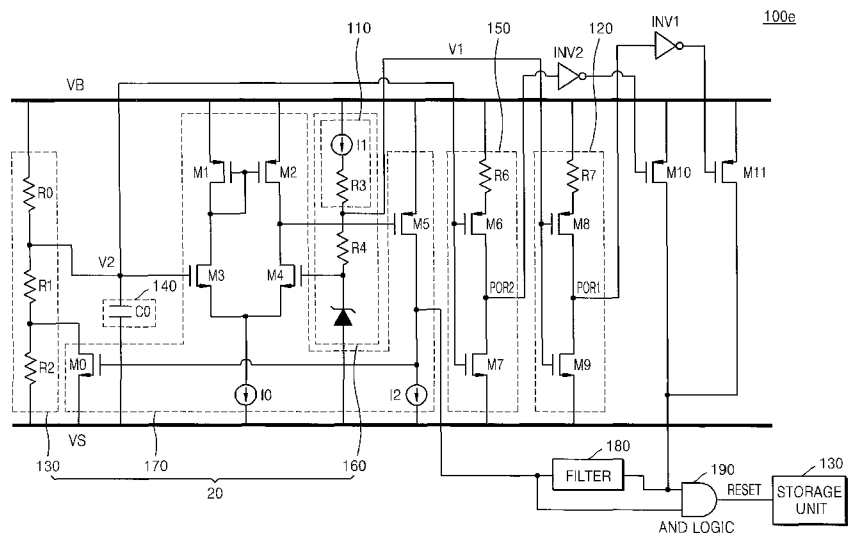 100e
110
150
120
INV1
INV2
V1
VB
I1
M1
M2
R0
R3
R6
R7
M10
M11
M5
M6
M8
R4
V2
M3
M4
140
R1
C0
POR2
POR1
M0
R2
M7
M9
I0
I2
VS
130
170
160
20
180
FILTER
190
RESET
130
STORAGE
UNIT
AND LOGIC